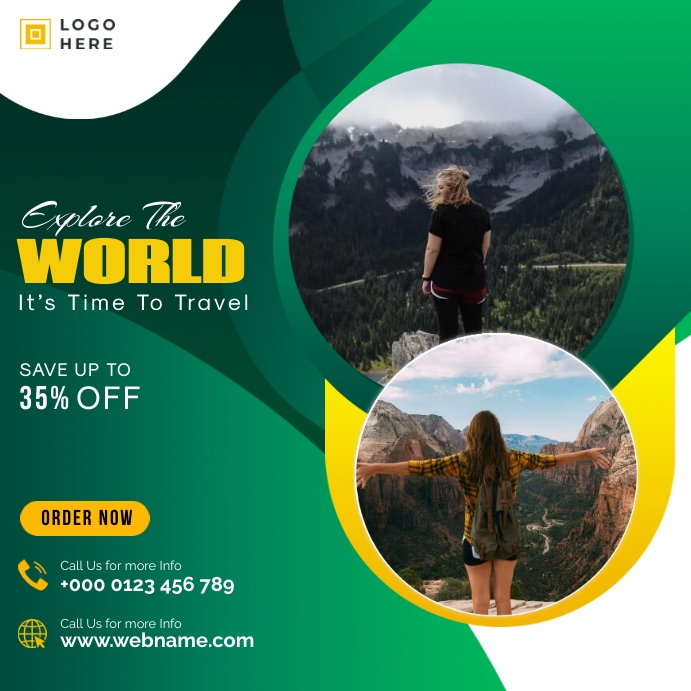 LOGO
HERE
Explore The
WORLD
It's Time To Travel
SAVE UP TO
35% OFF
ORDER NOW
Call Us for more Info
+000 0123 456 789
Call Us for more Info
www.webname.com